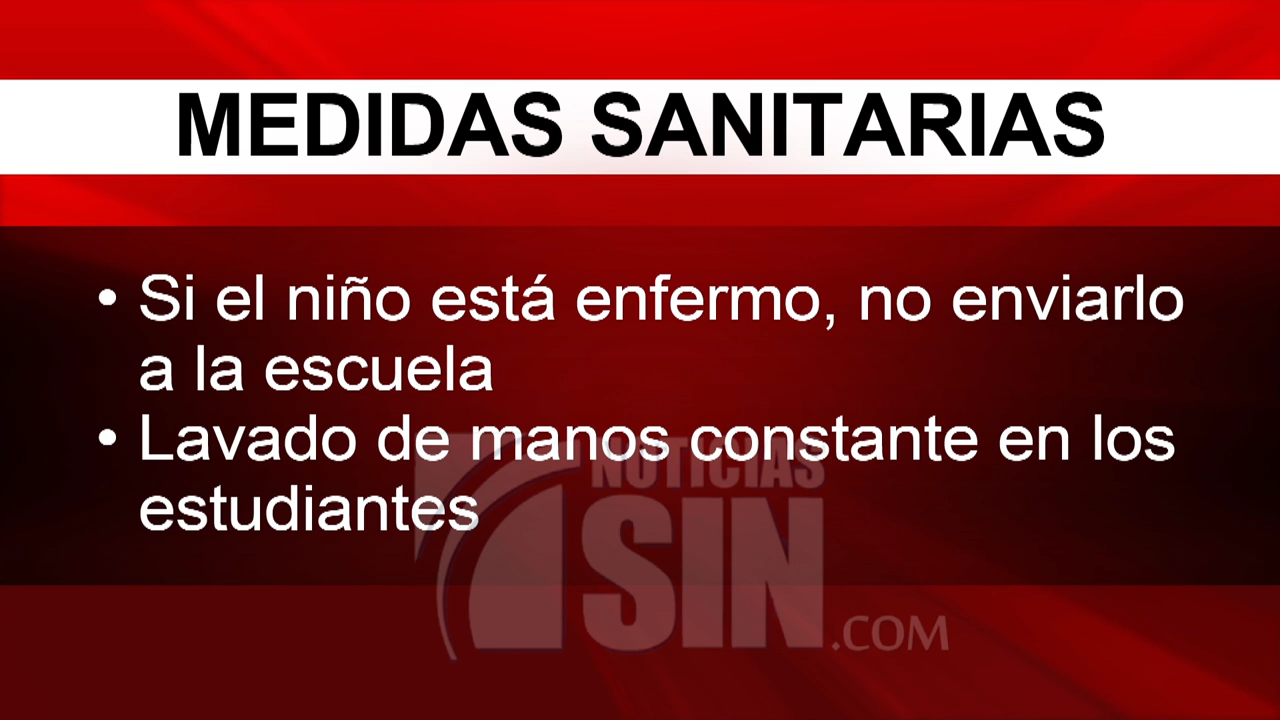 MEDIDAS SANITARIAS
• Si el niño está enfermo, no enviarlo
a la escuela
• Lavado de manos constante en los
estudiantes
NOTICIAS
SIN
.COM